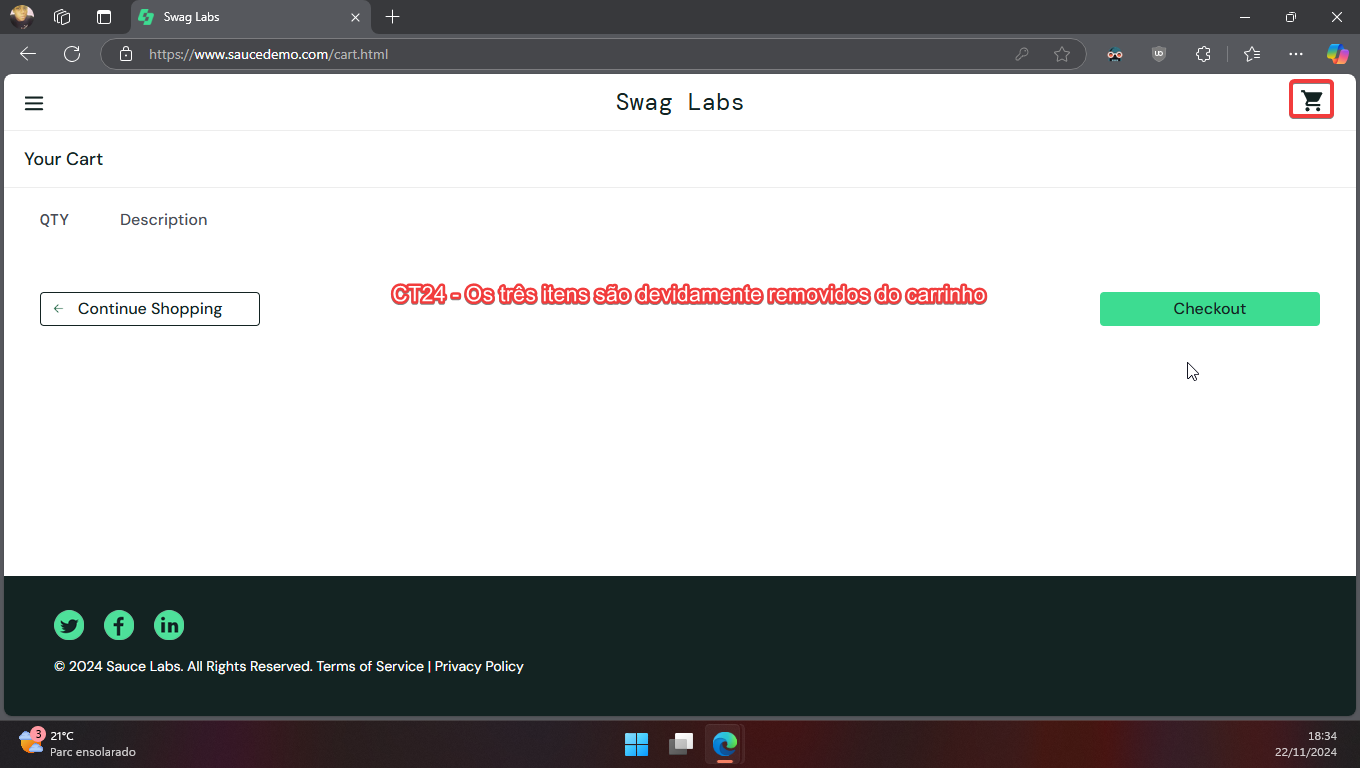 Swag Labs
https://www.saucedemo.com/cart.html
UD
Swag Labs
Your Cart
QTY Description
CT24 - Os três itens são devidamente removidos do carrinho
Continue Shopping
Checkout
© 2024 Sauce Labs. All Rights Reserved. Terms of Service | Privacy Policy
3
21°C
Parc ensolarado
18:34
22/11/2024